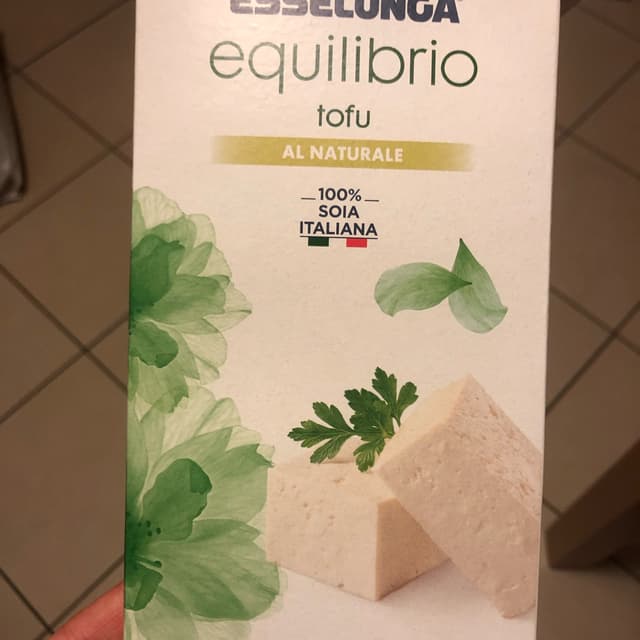 ESSELUNGA
equilibrio
tofu
AL NATURALE
100%
SOIA
ITALIANA